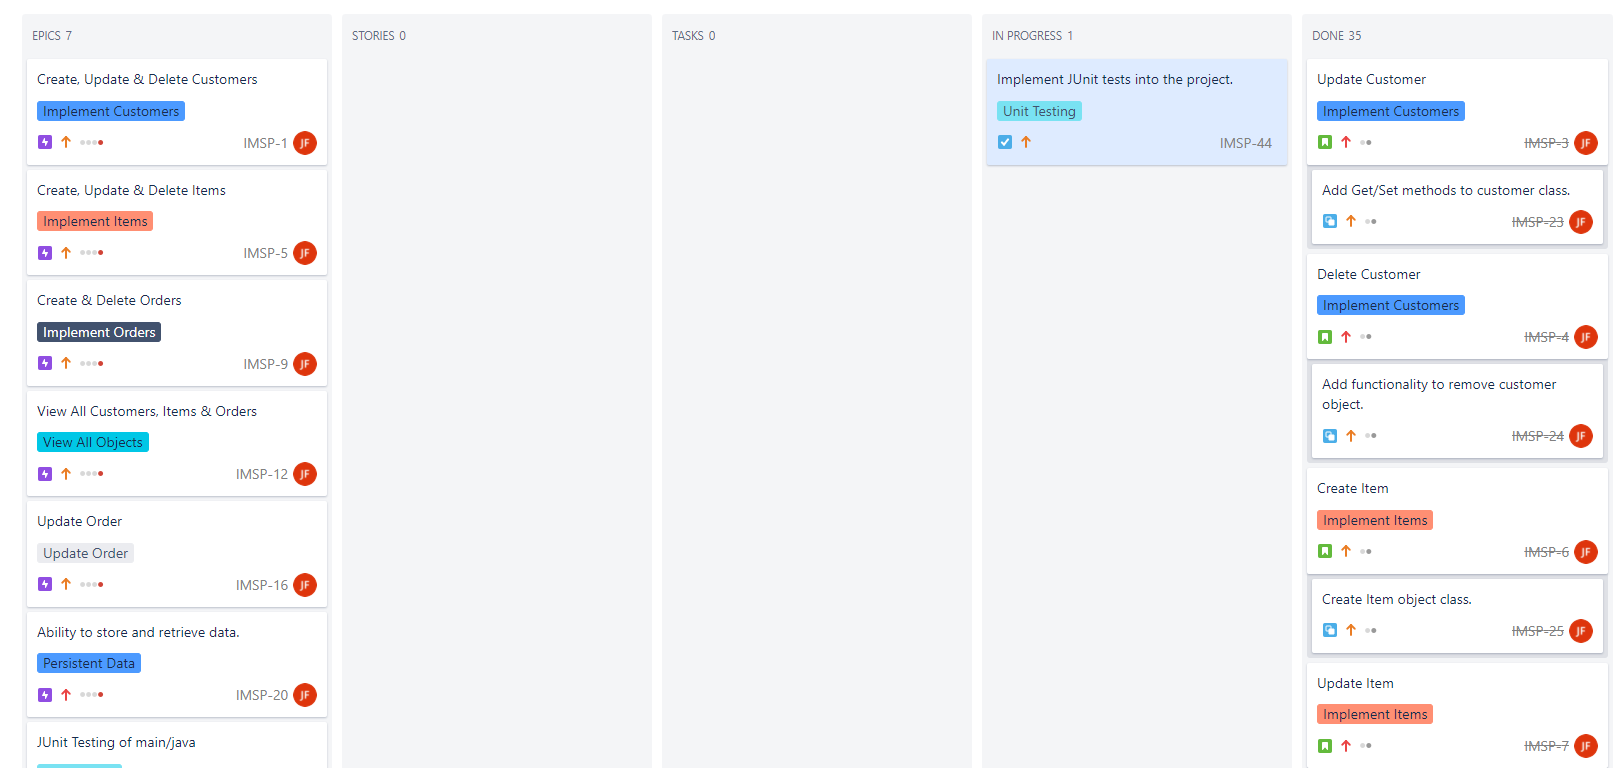 EPICS 7
Create, Update & Delete Customers
Implement Customers
IMSP-1 JF
Create, Update & Delete Items
Implement Items
IMSP-5 JF
Create & Delete Orders
Implement Orders
IMSP-9 JF
View All Customers, Items & Orders
View All Objects
IMSP-12 JF
Update Order
Update Order
IMSP-16 JF
Ability to store and retrieve data.
Persistent Data
IMSP-20 JF
JUnit Testing of main/java
STORIES 0
TASKS 0
IN PROGRESS 1
Implement JUnit tests into the project.
Unit Testing
IMSP-44
DONE 35
Update Customer
Implement Customers
IMSP-3 JF
Add Get/Set methods to customer class.
IMSP-23 JF
Delete Customer
Implement Customers
IMSP-4 JF
Add functionality to remove customer
object.
IMSP-24 JF
Create Item
Implement Items
IMSP-6 JF
Create Item object class.
IMSP-25 JF
Update Item
Implement Items
IMSP-7 JF